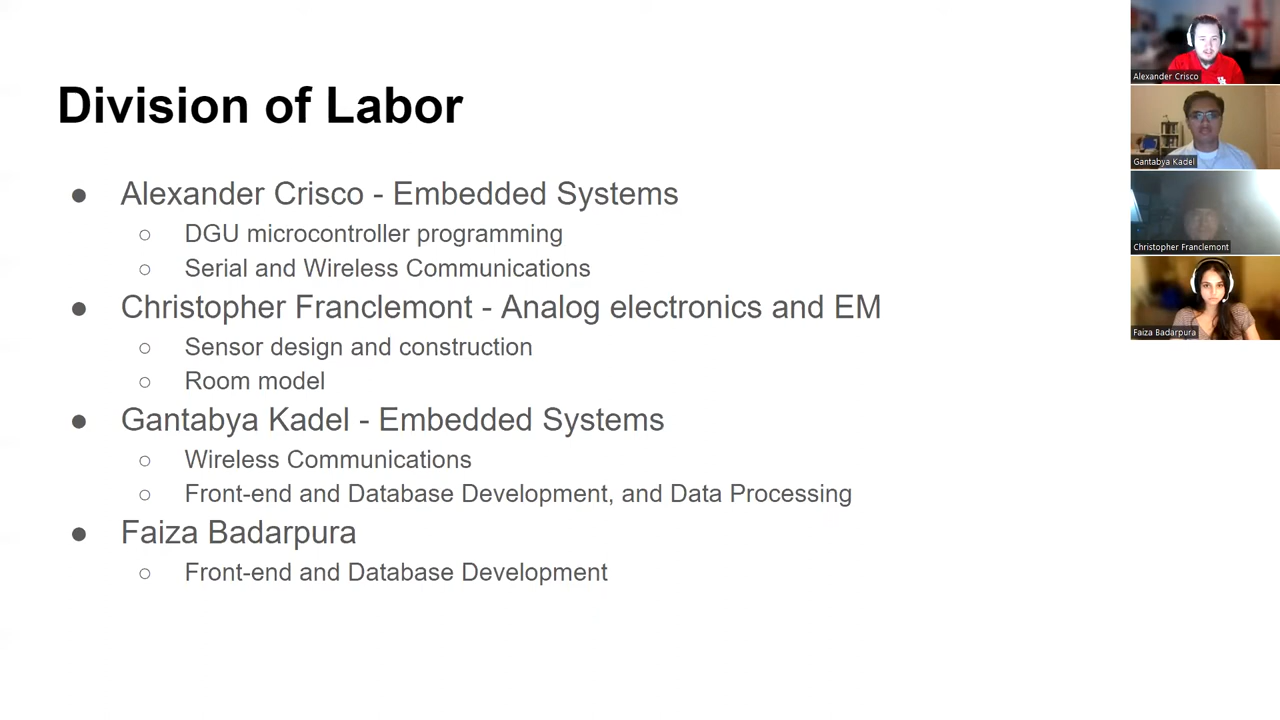 Division of Labor
● Alexander Crisco - Embedded Systems
○ DGU microcontroller programming
○ Serial and Wireless Communications
● Christopher Franclemont - Analog electronics and EM
○ Sensor design and construction
○ Room model
● Gantabya Kadel - Embedded Systems
○ Wireless Communications
○ Front-end and Database Development, and Data Processing
● Faiza Badarpura
○ Front-end and Database Development
Alexander Crisco
Gantabya Kadel
Christopher Franclemont
Faiza Badarpura